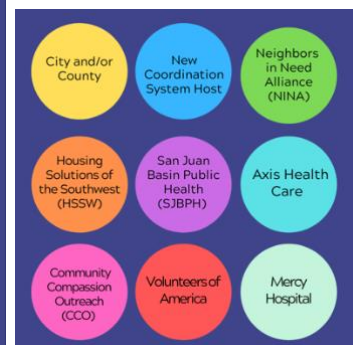 City and/or
County
New
Coordination
System Host
Neighbors
in Need
Alliance
(NINA)
Housing
Solutions of
the Southwest
(HSSW)
San Juan
Basin Public
Health
(SJBPH)
Axis Health
Care
Community
Compassion
Outreach
(CCO)
Volunteers of
America
Mercy
Hospital